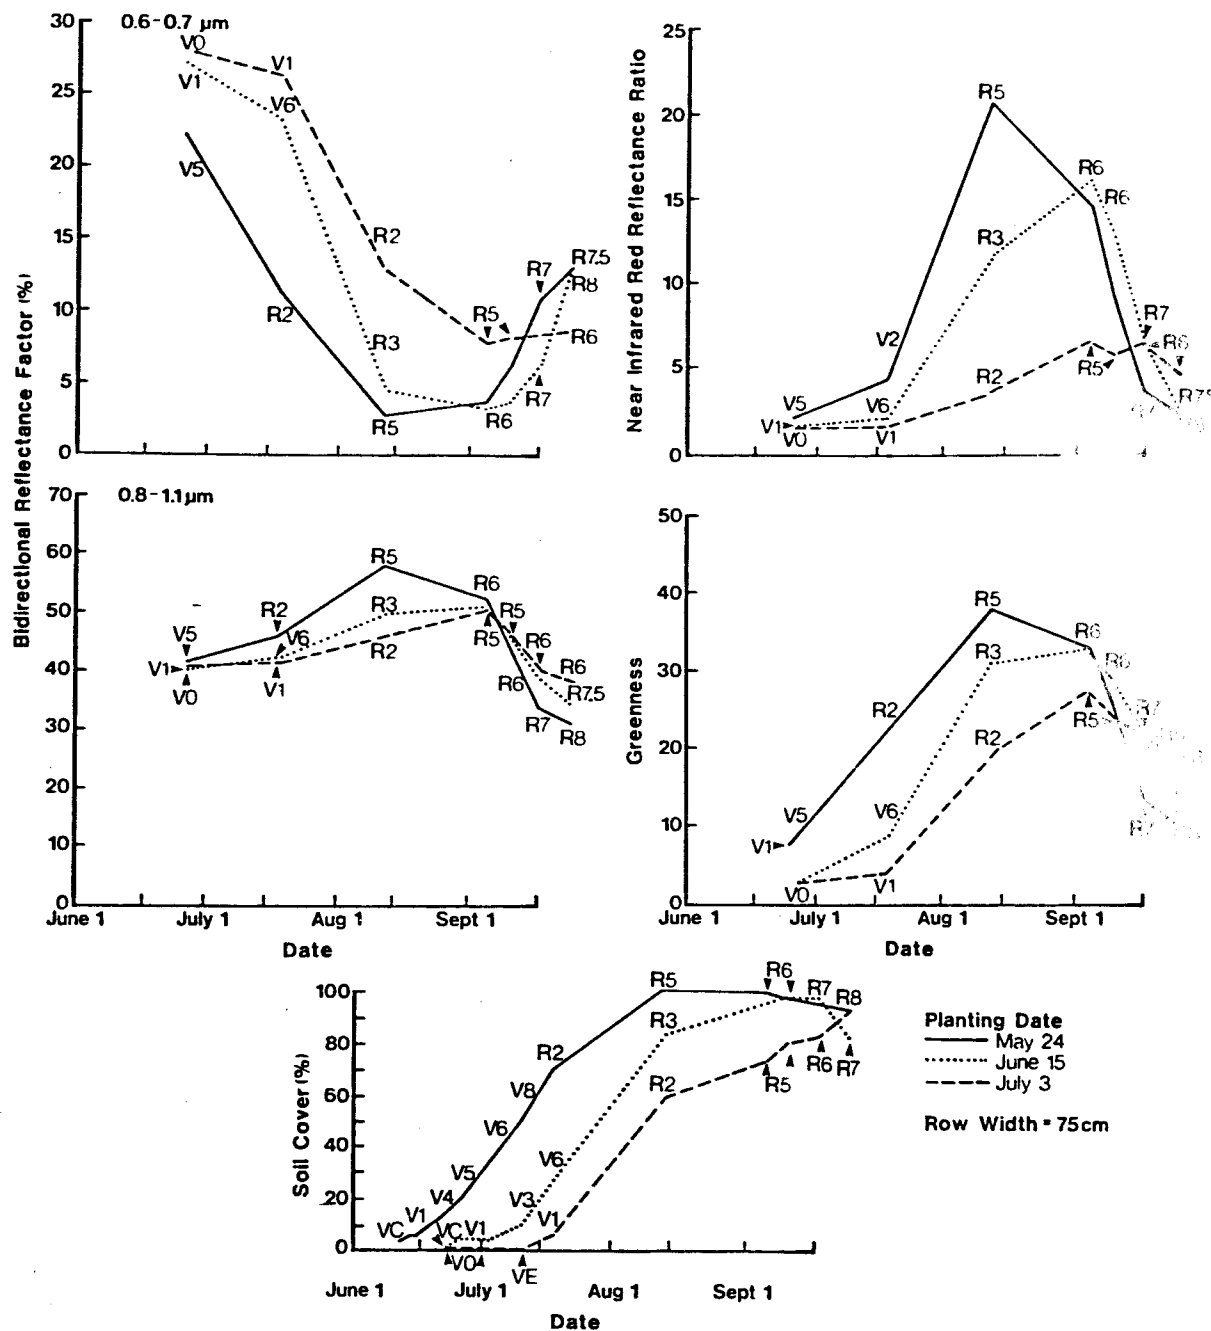 0.6-0.7 µm
Bidirectional Reflectance Factor (%)
30
25
20
15
10
5
0
V0
V1
V1
V6
V5
R2
R2
R3
R5
R5
R6
R7
R7
R7.5
R8
R6
Near Infrared Red Reflectance Ratio
25
20
15
10
5
0
R5
R6
R6
R3
V2
V5
V6
V1
V0
V1
R2
R5
R7
R6
R7.5
0.8-1.1µm
70
60
50
40
30
20
10
0
V5
V1
V0
R2
V6
V1
R5
R3
R2
R6
R5
R5
R6
R6
R6
R7.5
R7
R8
June 1
July 1
Aug 1
Sept 1
Date
Greenness
50
40
30
20
10
0
R5
R6
R6
R3
R2
R2
R5
R7
V5
V6
V1
V0
V1
R7
June 1
July 1
Aug 1
Sept 1
Date
Soil Cover (%)
100
80
60
40
20
0
R5
R6
R7
R8
R3
R2
V8
V6
V5
V4
V1
VC
VC
V1
V3
V6
V1
V0
VE
R2
R5
R6
R7
June 1
July 1
Aug 1
Sept 1
Date
Planting Date
May 24
June 15
July 3
Row Width = 75cm